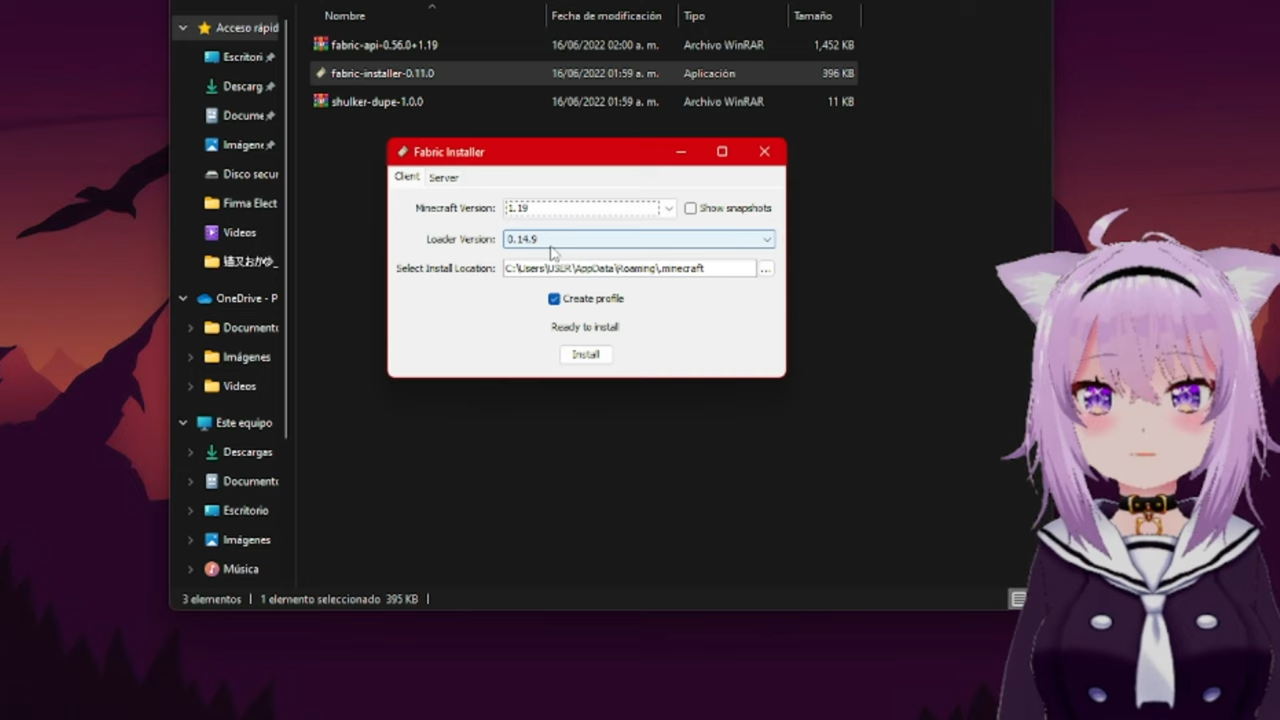 Nombre Fecha de modificación Tipo Tamaño
Acceso rápid
fabric-api-0.56.0+1.19 16/06/2022 02:00 a. m. Archivo WinRAR 1,452 KB
Escritori
fabric-installer-0.11.0 16/06/2022 01:59 a. m. Aplicación 396 KB
Descarg
shulker-dupe-1.0.0 16/06/2022 01:59 a. m. Archivo WinRAR 11 KB
Docume
Imágene
Disco secur
Firma Elect
Videos
OneDrive - P
Documento
Imágenes
Videos
Este equipo
Descargas
Documento
Escritorio
Imágenes
Música
Fabric Installer
Client Server
Minecraft Version: 1.19 Show snapshots
Loader Version: 0.14.9
Select Install Location: C:\Users\USER\AppData\Roaming\.minecraft ...
Create profile
Ready to install
Install
3 elementos | 1 elemento seleccionado 395 KB |